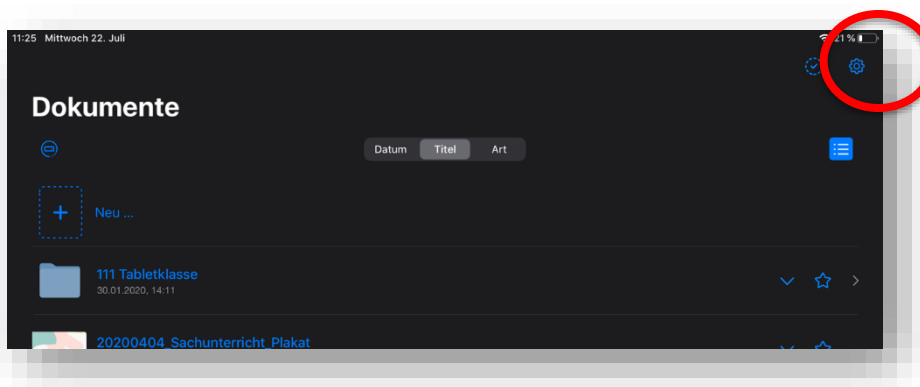 11:25 Mittwoch 22. Juli
21 %
Dokumente
Datum Titel Art
Neu ...
111 Tabletklasse
30.01.2020, 14:11
20200404_Sachunterricht_Plakat